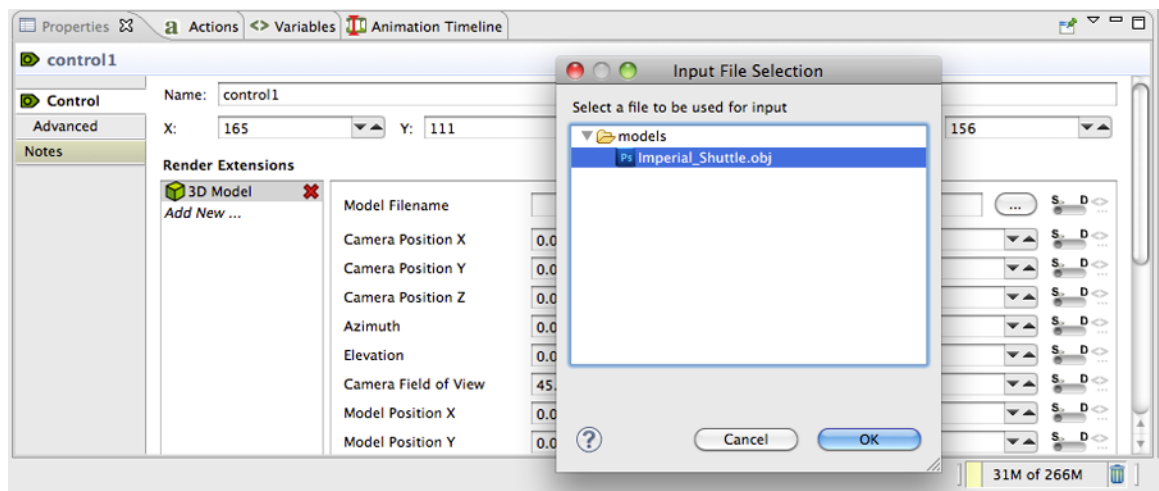 Properties
a Actions
<> Variables
Animation Timeline
control1
Control
Advanced
Notes
Name: control1
X: 165 Y: 111 156
Render Extensions
3D Model
Add New ...
Model Filename ... S D <>
Camera Position X 0.0 S D <>
Camera Position Y 0.0 S D <>
Camera Position Z 0.0 S D <>
Azimuth 0.0 S D <>
Elevation 0.0 S D <>
Camera Field of View 45. S D <>
Model Position X 0.0 S D <>
Model Position Y 0.0 S D <>
Input File Selection
Select a file to be used for input
models
Ps Imperial_Shuttle.obj
? Cancel OK
31M of 266M